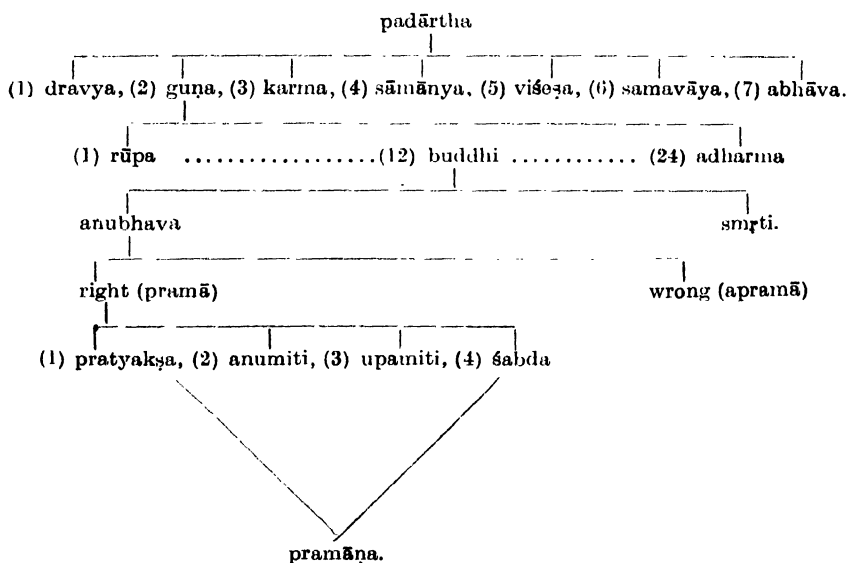 padārtha
(1) dravya, (2) guṇa, (3) karma, (4) sāmānya, (5) viśeṣa, (6) samavāya, (7) abhāva.
(1) rūpa ..................(12) buddhi ............ (24) adharma
anubhava smṛti.
right (pramā) wrong (apramā)
(1) pratyakṣa, (2) anumiti, (3) upamiti, (4) śabda
pramāṇa.